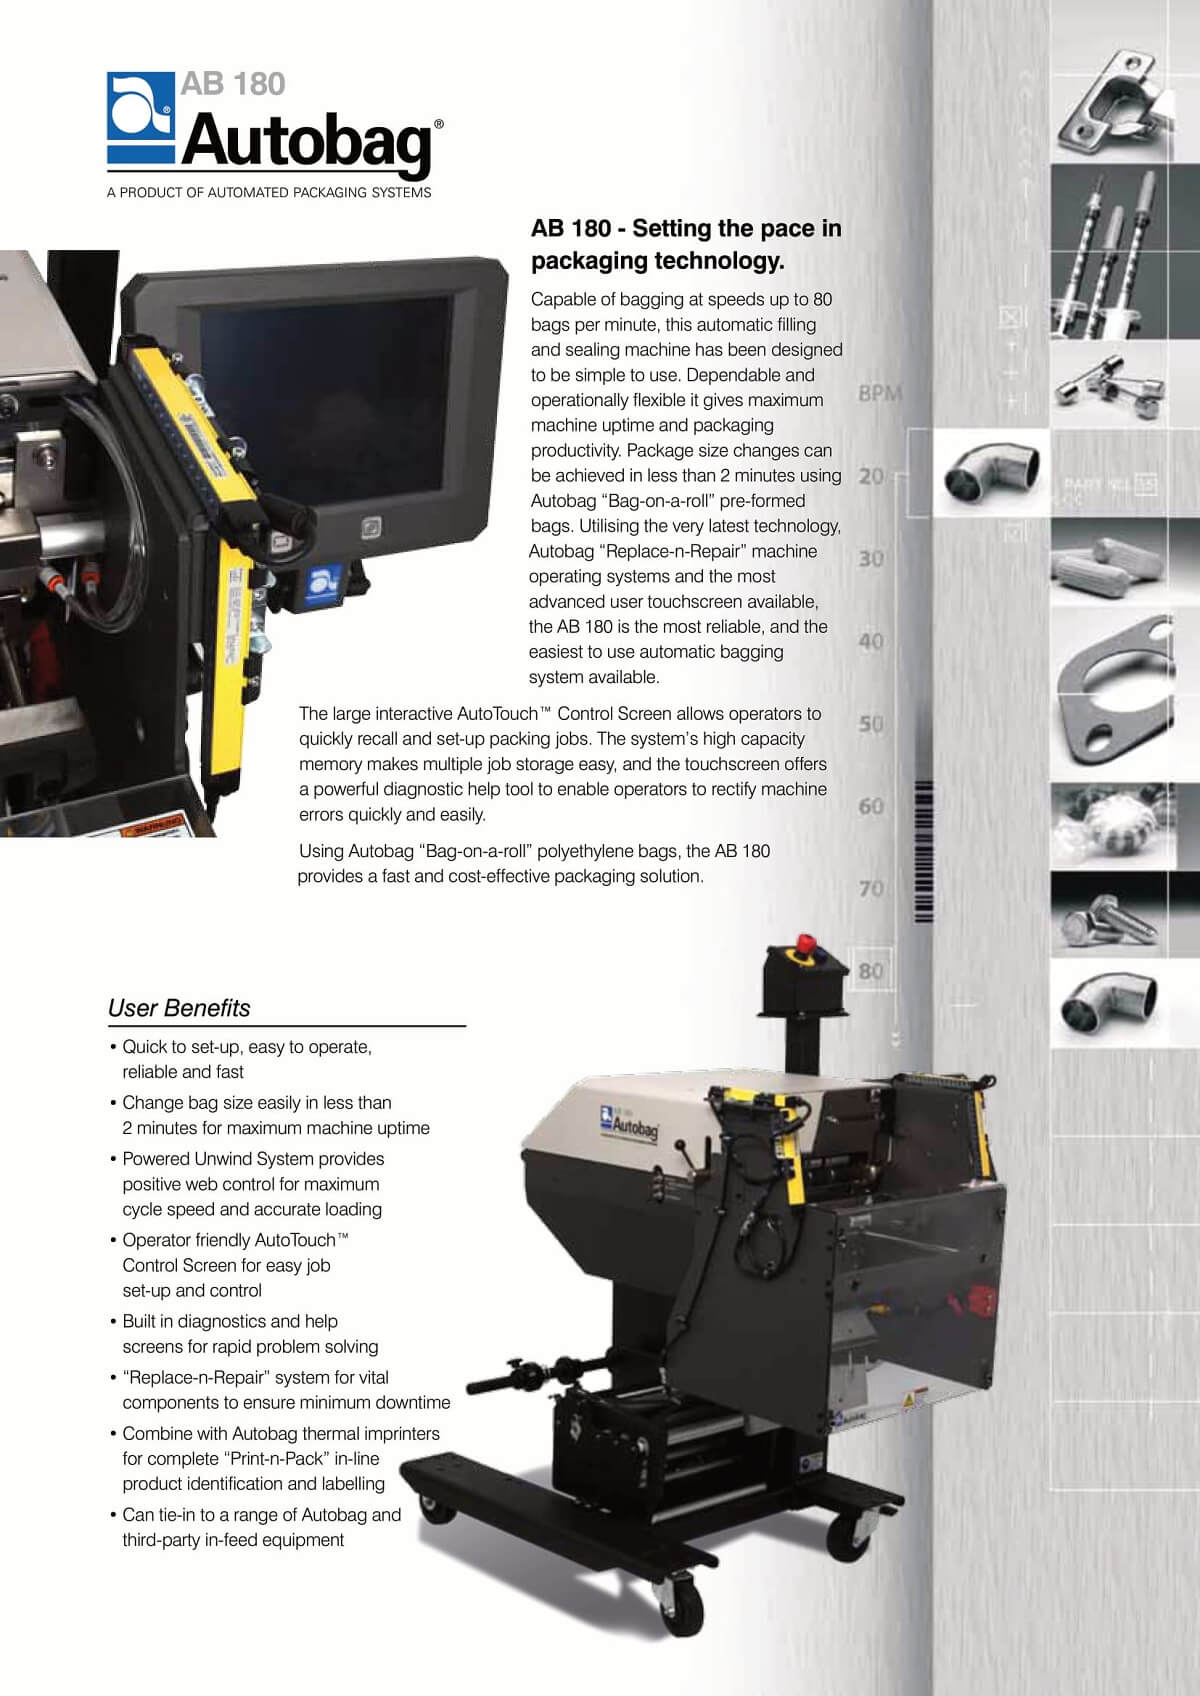 AB 180
Autobag®
A PRODUCT OF AUTOMATED PACKAGING SYSTEMS
AB 180 - Setting the pace in
packaging technology.
Capable of bagging at speeds up to 80
bags per minute, this automatic filling
and sealing machine has been designed
to be simple to use. Dependable and
operationally flexible it gives maximum
machine uptime and packaging
productivity. Package size changes can
be achieved in less than 2 minutes using
Autobag “Bag-on-a-roll” pre-formed
bags. Utilising the very latest technology,
Autobag “Replace-n-Repair” machine
operating systems and the most
advanced user touchscreen available,
the AB 180 is the most reliable, and the
easiest to use automatic bagging
system available.
The large interactive AutoTouch™ Control Screen allows operators to
quickly recall and set-up packing jobs. The system’s high capacity
memory makes multiple job storage easy, and the touchscreen offers
a powerful diagnostic help tool to enable operators to rectify machine
errors quickly and easily.
Using Autobag “Bag-on-a-roll” polyethylene bags, the AB 180
provides a fast and cost-effective packaging solution.
BPM
20
30
40
50
60
70
80
PART NO.
WARNING
User Benefits
• Quick to set-up, easy to operate,
reliable and fast
• Change bag size easily in less than
2 minutes for maximum machine uptime
• Powered Unwind System provides
positive web control for maximum
cycle speed and accurate loading
• Operator friendly AutoTouch™
Control Screen for easy job
set-up and control
• Built in diagnostics and help
screens for rapid problem solving
• “Replace-n-Repair” system for vital
components to ensure minimum downtime
• Combine with Autobag thermal imprinters
for complete “Print-n-Pack” in-line
product identification and labelling
• Can tie-in to a range of Autobag and
third-party in-feed equipment
AB 180
Autobag